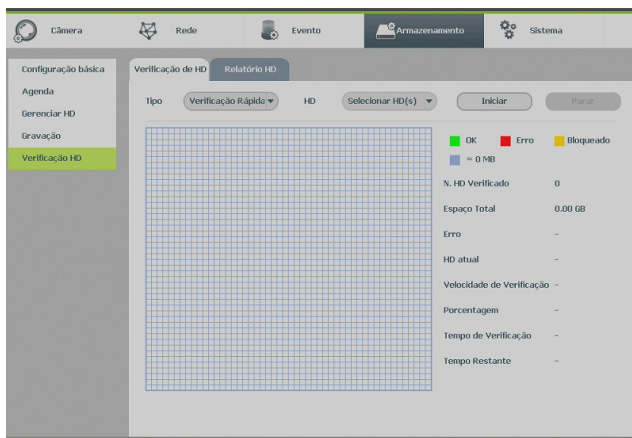 Câmera Rede Evento Armazenamento Sistema
Configuração básica
Agenda
Gerenciar HD
Gravação
Verificação HD
Verificação de HD Relatório HD
Tipo Verificação Rápida HD Selecionar HD(s) Iniciar Parar
OK Erro Bloqueado
= 0 MB
N. HD Verificado 0
Espaço Total 0.00 GB
Erro -
HD atual -
Velocidade de Verificação -
Porcentagem -
Tempo de Verificação -
Tempo Restante -